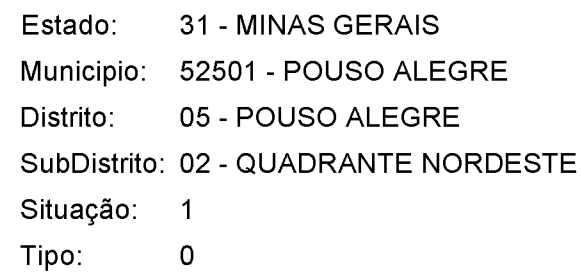 Estado: 31 - MINAS GERAIS
Municipio: 52501 - POUSO ALEGRE
Distrito: 05 - POUSO ALEGRE
SubDistrito: 02 - QUADRANTE NORDESTE
Situação: 1
Tipo: 0